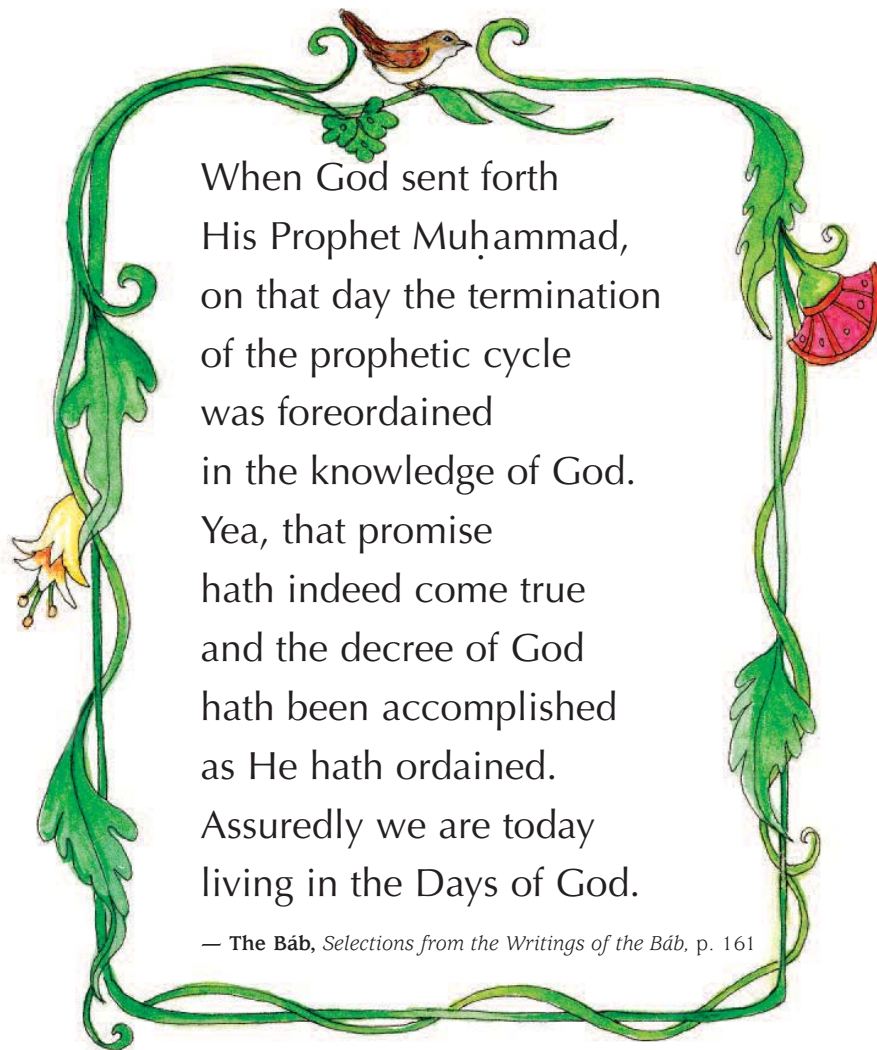 When God sent forth
His Prophet Muḥammad,
on that day the termination
of the prophetic cycle
was foreordained
in the knowledge of God.
Yea, that promise
hath indeed come true
and the decree of God
hath been accomplished
as He hath ordained.
Assuredly we are today
living in the Days of God.
— The Báb, Selections from the Writings of the Báb, p. 161